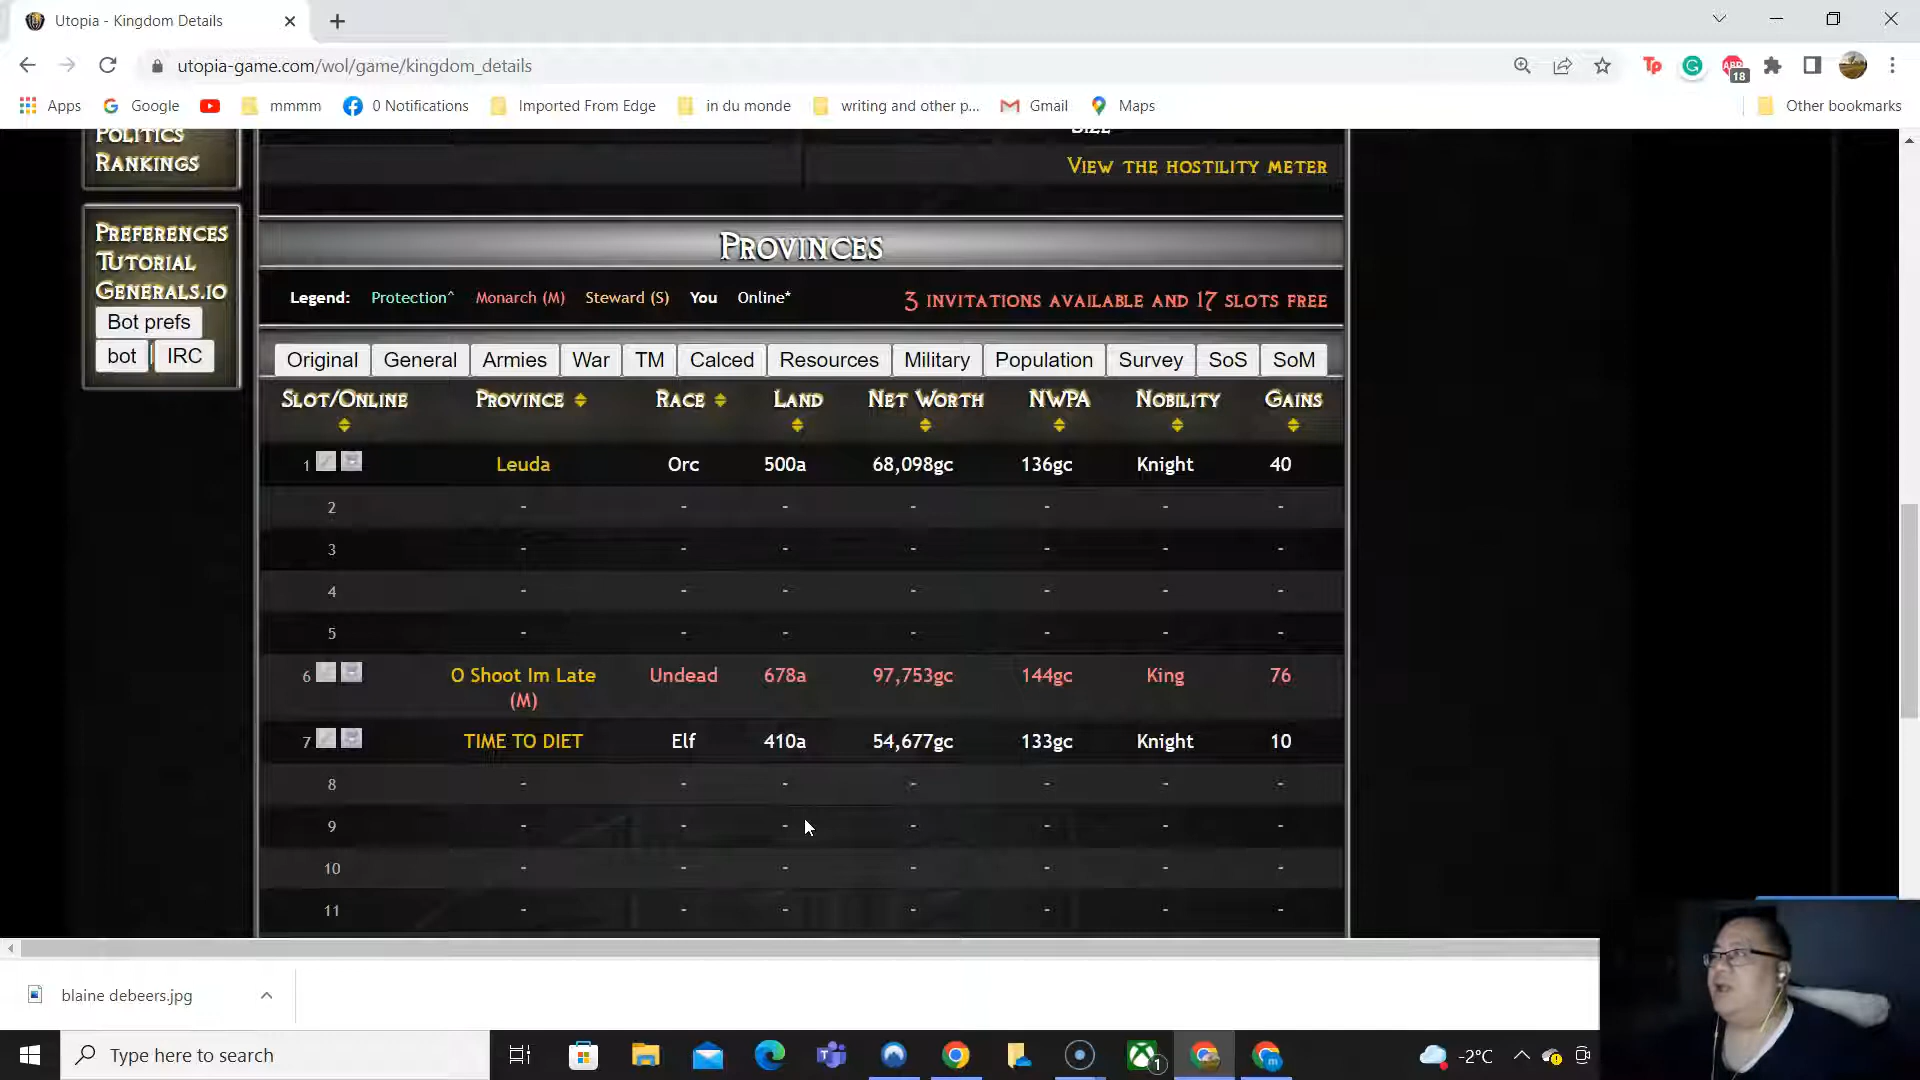 Utopia - Kingdom Details
utopia-game.com/wol/game/kingdom_details
Tp
ABP
18
Apps
Google
mmmm
0 Notifications
Imported From Edge
in du monde
writing and other p...
Gmail
Maps
Other bookmarks
Politics
Rankings
Size
View the hostility meter
Preferences
Tutorial
Generals.io
Bot prefs
bot
IRC
Provinces
Legend: Protection^ Monarch (M) Steward (S) You Online*
3 invitations available and 17 slots free
Original General Armies War TM Calced Resources Military Population Survey SoS SoM
Slot/Online Province Race Land Net Worth NWPA Nobility Gains
1 Leuda Orc 500a 68,098gc 136gc Knight 40
2 - - - - - - -
3 - - - - - - -
4 - - - - - - -
5 - - - - - - -
6 O Shoot Im Late (M) Undead 678a 97,753gc 144gc King 76
7 TIME TO DIET Elf 410a 54,677gc 133gc Knight 10
8 - - - - - - -
9 - - - - - - -
10 - - - - - - -
11 - - - - - - -
blaine debeers.jpg
Type here to search
1
m
-2°C